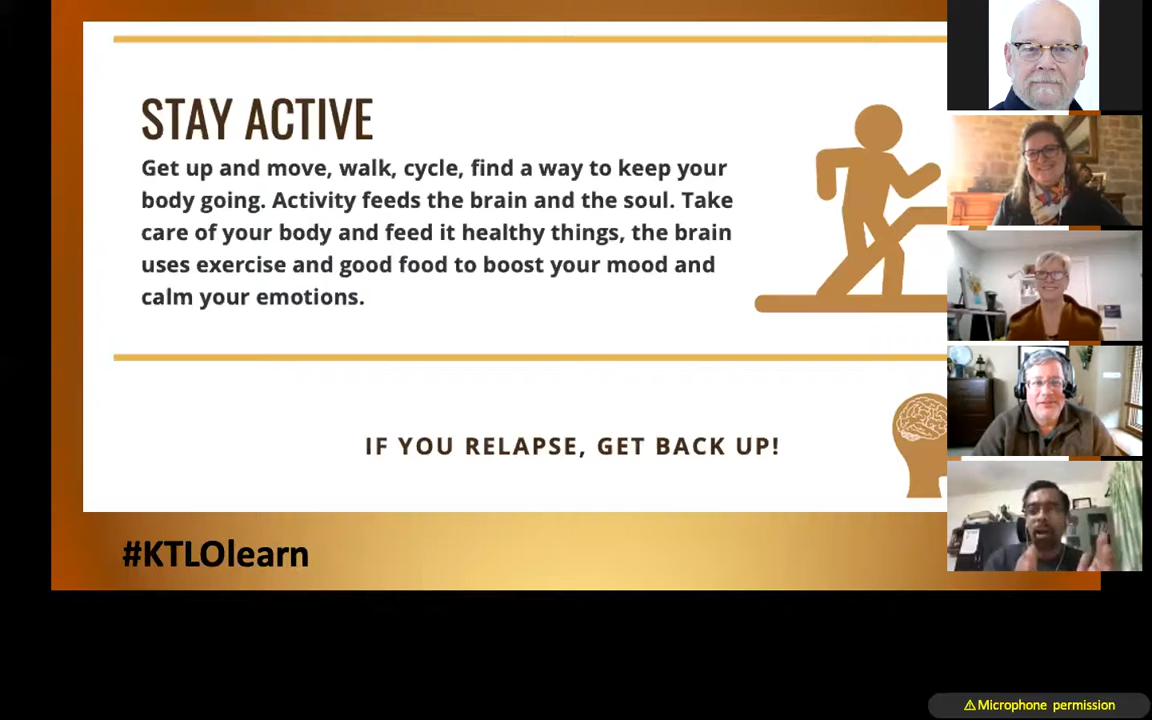 STAY ACTIVE
Get up and move, walk, cycle, find a way to keep your
body going. Activity feeds the brain and the soul. Take
care of your body and feed it healthy things, the brain
uses exercise and good food to boost your mood and
calm your emotions.
IF YOU RELAPSE, GET BACK UP!
#KTLOlearn
⚠Microphone permission